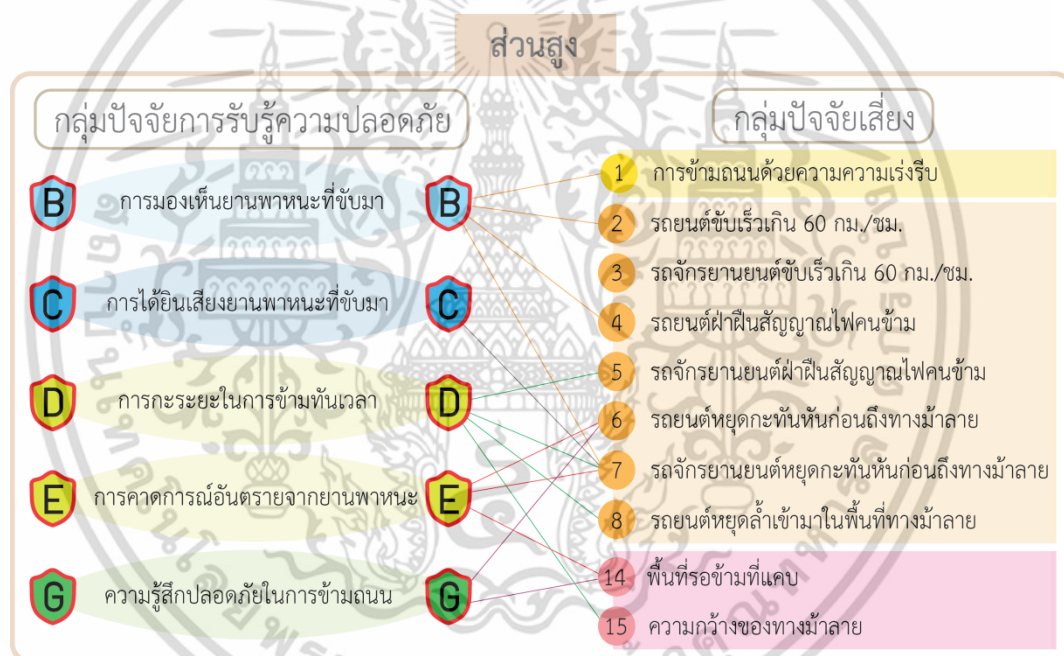 ส่วนสูง
กลุ่มปัจจัยการรับรู้ความปลอดภัย
กลุ่มปัจจัยเสี่ยง
B การมองเห็นยานพาหนะที่ขับมา B
C การได้ยินเสียงยานพาหนะที่ขับมา C
D การกะระยะในการข้ามทันเวลา D
E การคาดการณ์อันตรายจากยานพาหนะ E
G ความรู้สึกปลอดภัยในการข้ามถนน G
1 การข้ามถนนด้วยความความเร่งรีบ
2 รถยนต์ขับเร็วเกิน 60 กม./ชม.
3 รถจักรยานยนต์ขับเร็วเกิน 60 กม./ชม.
4 รถยนต์ฝ่าฝืนสัญญาณไฟคนข้าม
5 รถจักรยานยนต์ฝ่าฝืนสัญญาณไฟคนข้าม
6 รถยนต์หยุดกะทันหันก่อนถึงทางม้าลาย
7 รถจักรยานยนต์หยุดกะทันหันก่อนถึงทางม้าลาย
8 รถยนต์หยุดล้ำเข้ามาในพื้นที่ทางม้าลาย
14 พื้นที่รอข้ามที่แคบ
15 ความกว้างของทางม้าลาย